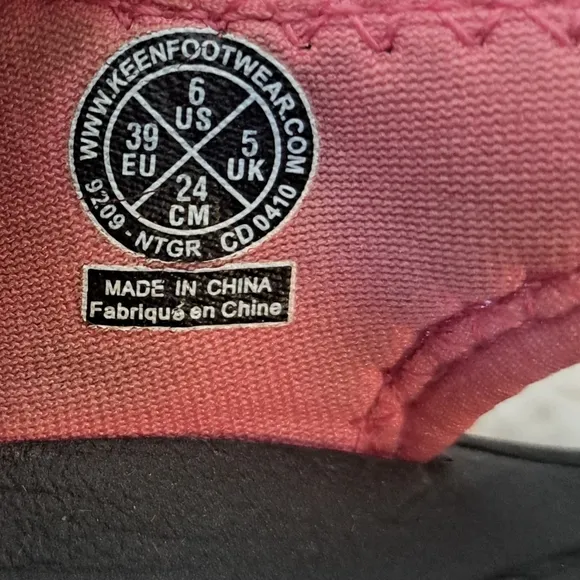 WWW.KEENFOOTWEAR.COM
6
US
39
EU
5
UK
24
CM
9209-NTGR CD0410
MADE IN CHINA
Fabriqué en Chine